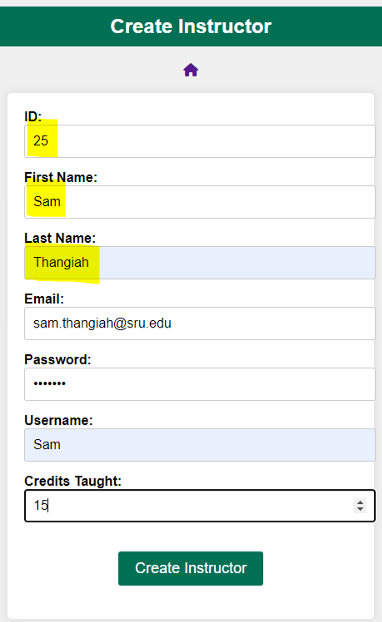 Create Instructor
ID:
25
First Name:
Sam
Last Name:
Thangiah
Email:
sam.thangiah@sru.edu
Password:
•••••••
Username:
Sam
Credits Taught:
15
Create Instructor